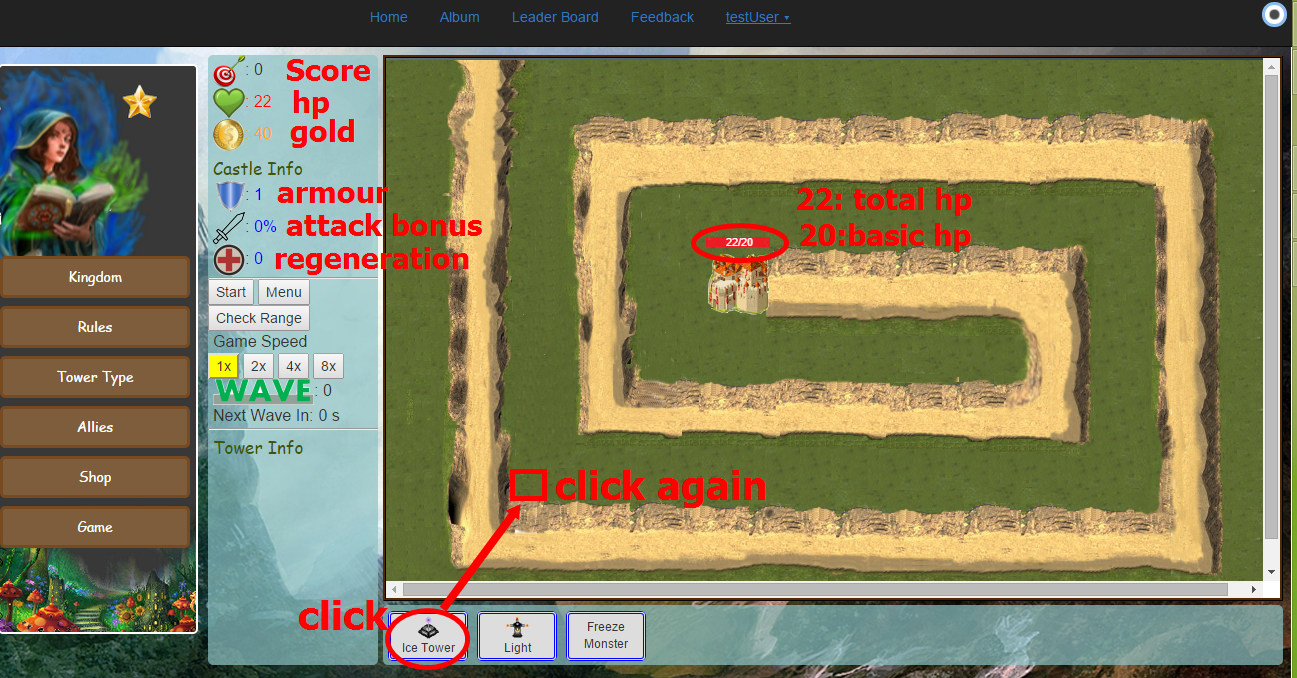 Home Album Leader Board Feedback testUser
: 0 Score
: 22 hp
: 40 gold
Castle Info
: 1 armour
: 0% attack bonus
: 0 regeneration
Start Menu
Check Range
Game Speed
1x 2x 4x 8x
WAVE : 0
Next Wave In: 0 s
Tower Info
Kingdom
Rules
Tower Type
Allies
Shop
Game
22: total hp
20:basic hp
22/20
click again
click
Ice Tower
Light
Freeze
Monster